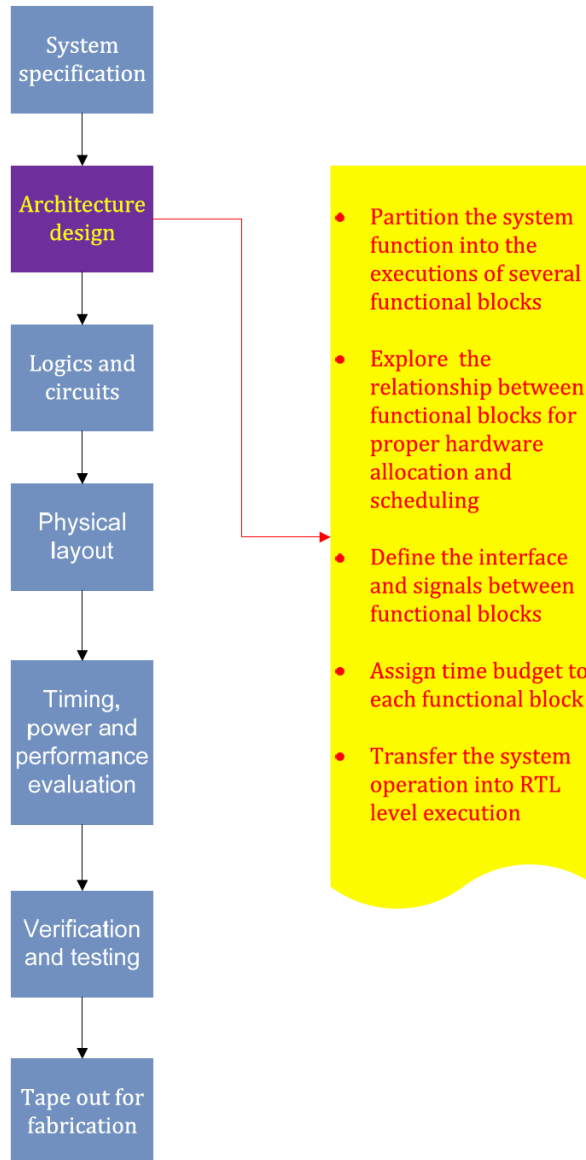 System
specification
Architecture
design
Logics and
circuits
Physical
layout
Timing,
power and
performance
evaluation
Verification
and testing
Tape out for
fabrication
• Partition the system
function into the
executions of several
functional blocks
• Explore the
relationship between
functional blocks for
proper hardware
allocation and
scheduling
• Define the interface
and signals between
functional blocks
• Assign time budget to
each functional block
• Transfer the system
operation into RTL
level execution